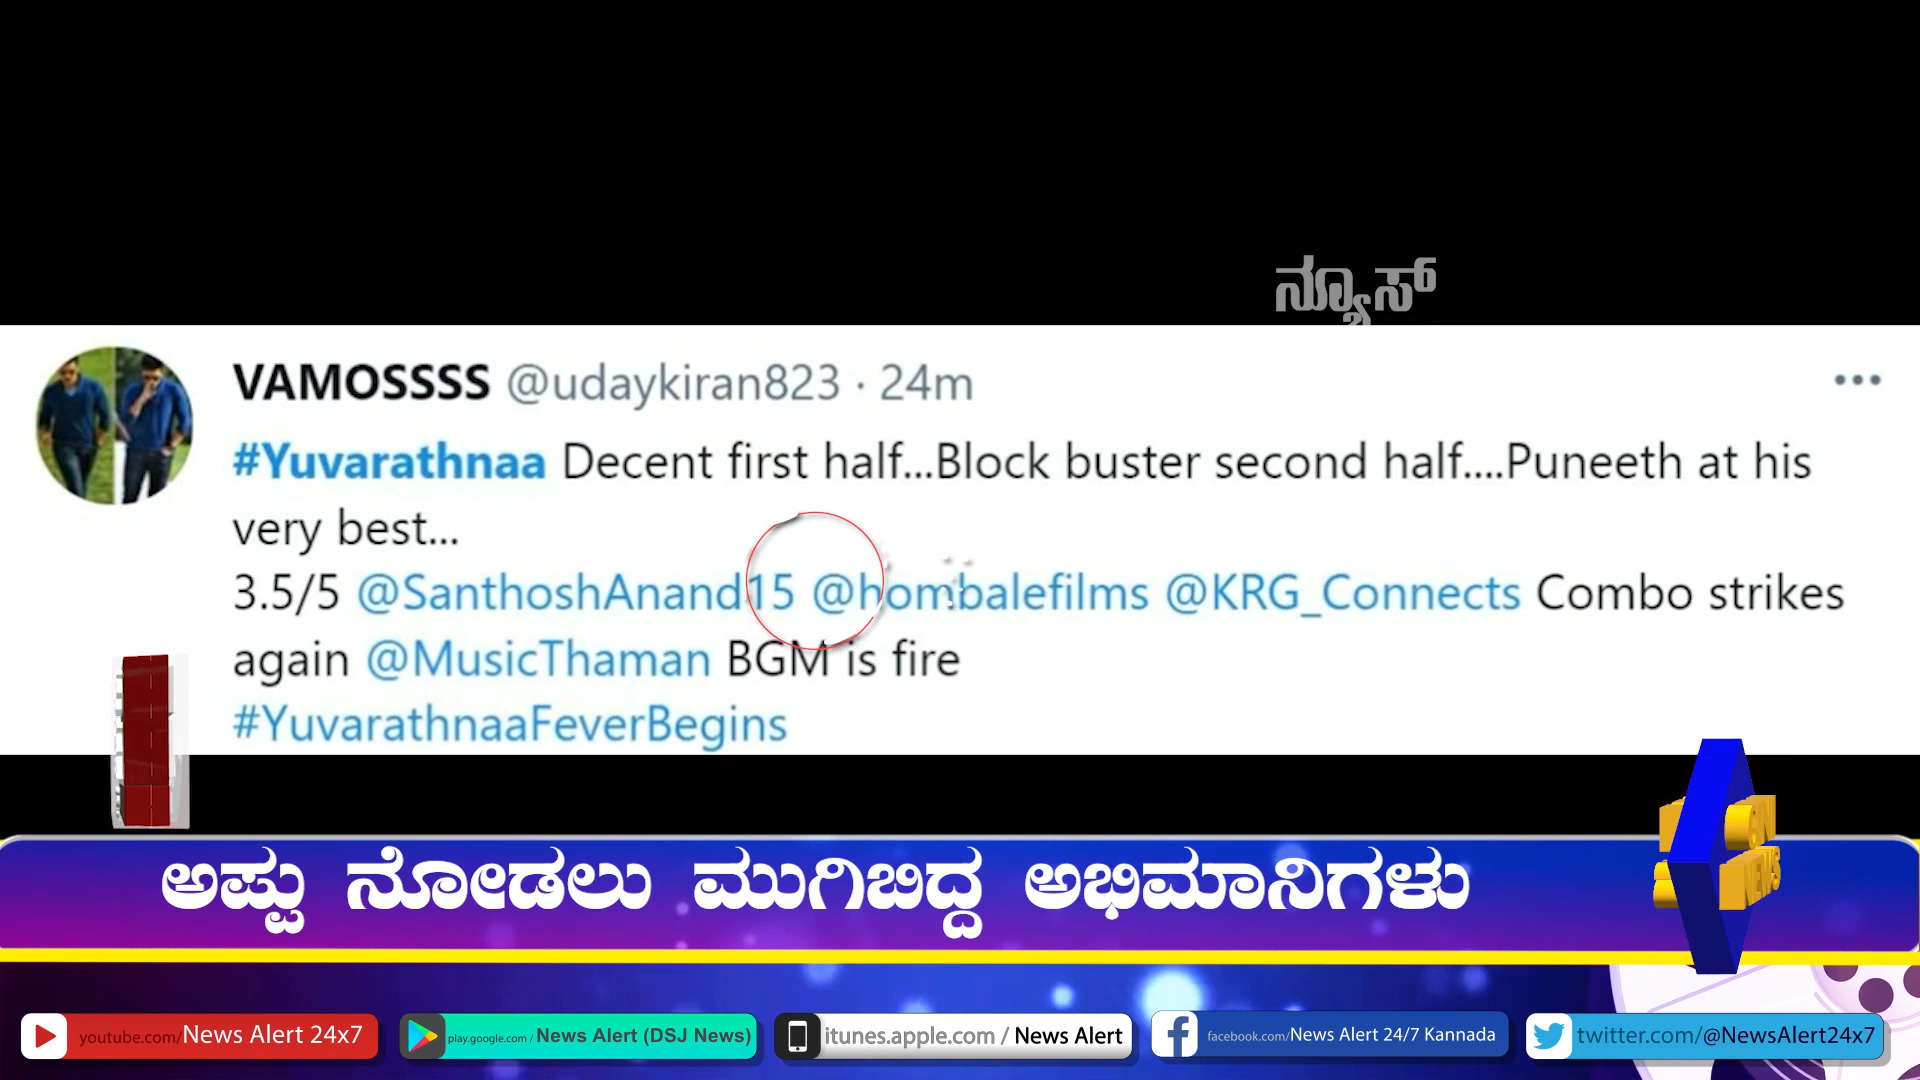 ನ್ಯೂಸ್
VAMOSSSS @udaykiran823 · 24m
#Yuvarathnaa Decent first half...Block buster second half....Puneeth at his
very best...
3.5/5 @SanthoshAnand15 @hombalefilms @KRG_Connects Combo strikes
again @MusicThaman BGM is fire
#YuvarathnaaFeverBegins
ಅಪ್ಪು ನೋಡಲು ಮುಗಿಬಿದ್ದ ಅಭಿಮಾನಿಗಳು
NEWS
youtube.com/News Alert 24x7
play.google.com / News Alert (DSJ News)
itunes.apple.com / News Alert
facebook.com/News Alert 24/7 Kannada
twitter.com/@NewsAlert24x7